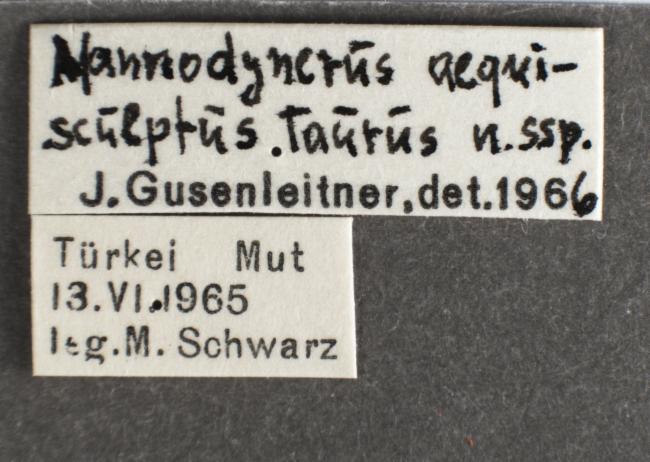 Nannodynerus aequi-
sculptus taurus n.ssp.
J.Gusenleitner,det.1966
Türkei Mut
13.VI.1965
leg.M.Schwarz